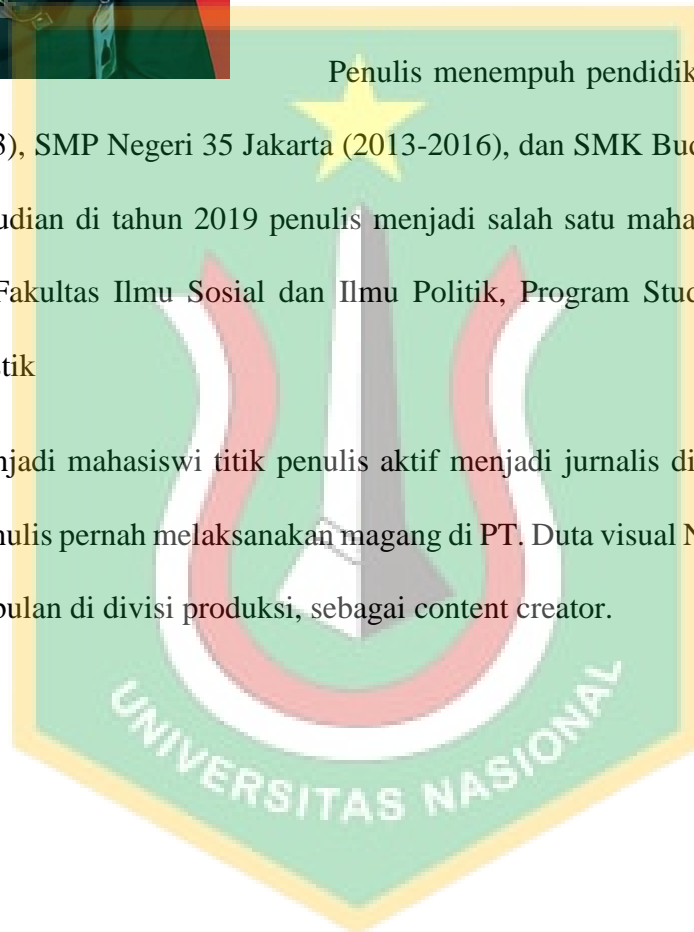 Penulis menempuh pendidik
3), SMP Negeri 35 Jakarta (2013-2016), dan SMK Bu
udian di tahun 2019 penulis menjadi salah satu maha
Fakultas Ilmu Sosial dan Ilmu Politik, Program Stud
tik
njadi mahasiswi titik penulis aktif menjadi jurnalis di
nulis pernah melaksanakan magang di PT. Duta visual N
bulan di divisi produksi, sebagai content creator.
UNIVERSITAS NASIONAL